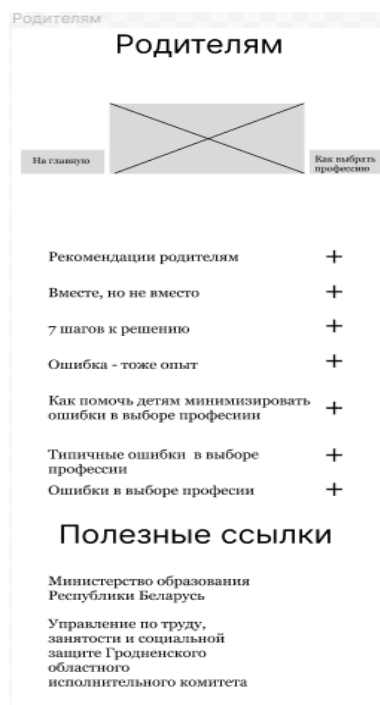 Родителям
Родителям
На главную
Как выбрать
профессию
Рекомендации родителям
Вместе, но не вместо
7 шагов к решению
Ошибка - тоже опыт
Как помочь детям минимизировать
ошибки в выборе професиии
Типичные ошибки в выборе
профессии
Ошибки в выборе професии
Полезные ссылки
Министерство образования
Республики Беларусь
Управление по труду,
занятости и социальной
защите Гродненского
областного
исполнительного комитета